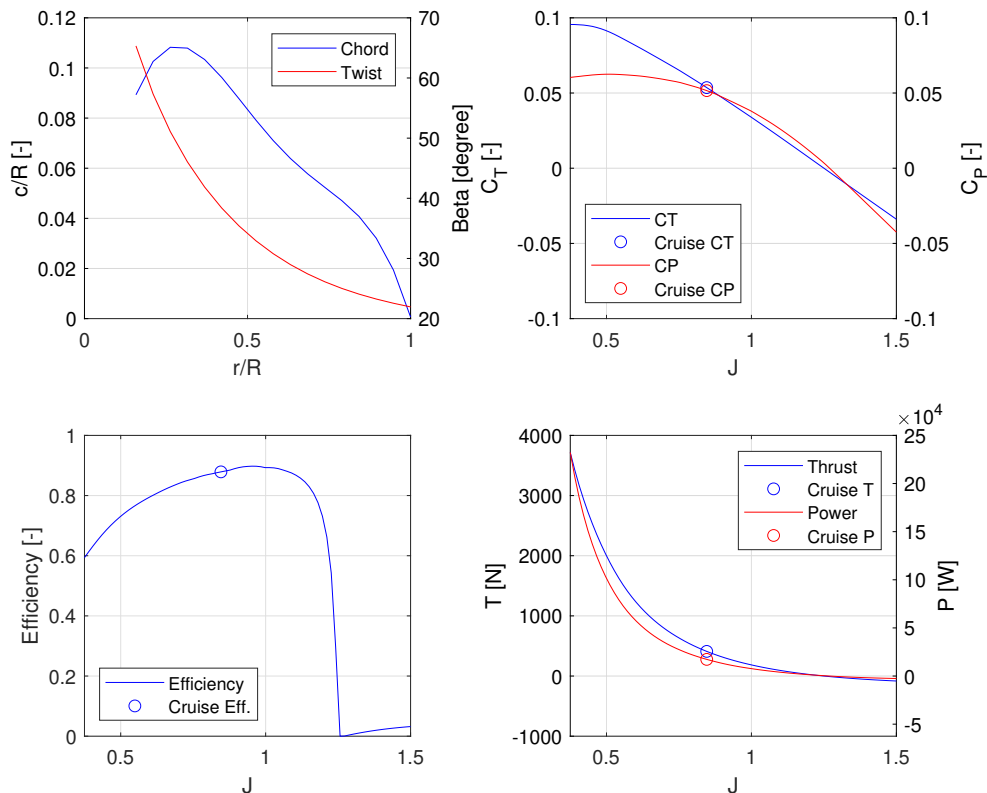 0.12
0.1
0.08
0.06
0.04
0.02
0
c/R [-]
0
0.5
1
r/R
70
60
50
40
30
20
Beta [degree]
Chord
Twist
0.1
0.05
0
-0.05
-0.1
C_T [-]
0.5
1
1.5
J
0.1
0.05
0
-0.05
-0.1
C_P [-]
CT
Cruise CT
CP
Cruise CP
1
0.8
0.6
0.4
0.2
0
Efficiency [-]
0.5
1
1.5
J
Efficiency
Cruise Eff.
4000
3000
2000
1000
0
-1000
T [N]
0.5
1
1.5
J
×10^4
25
20
15
10
5
0
-5
P [W]
Thrust
Cruise T
Power
Cruise P